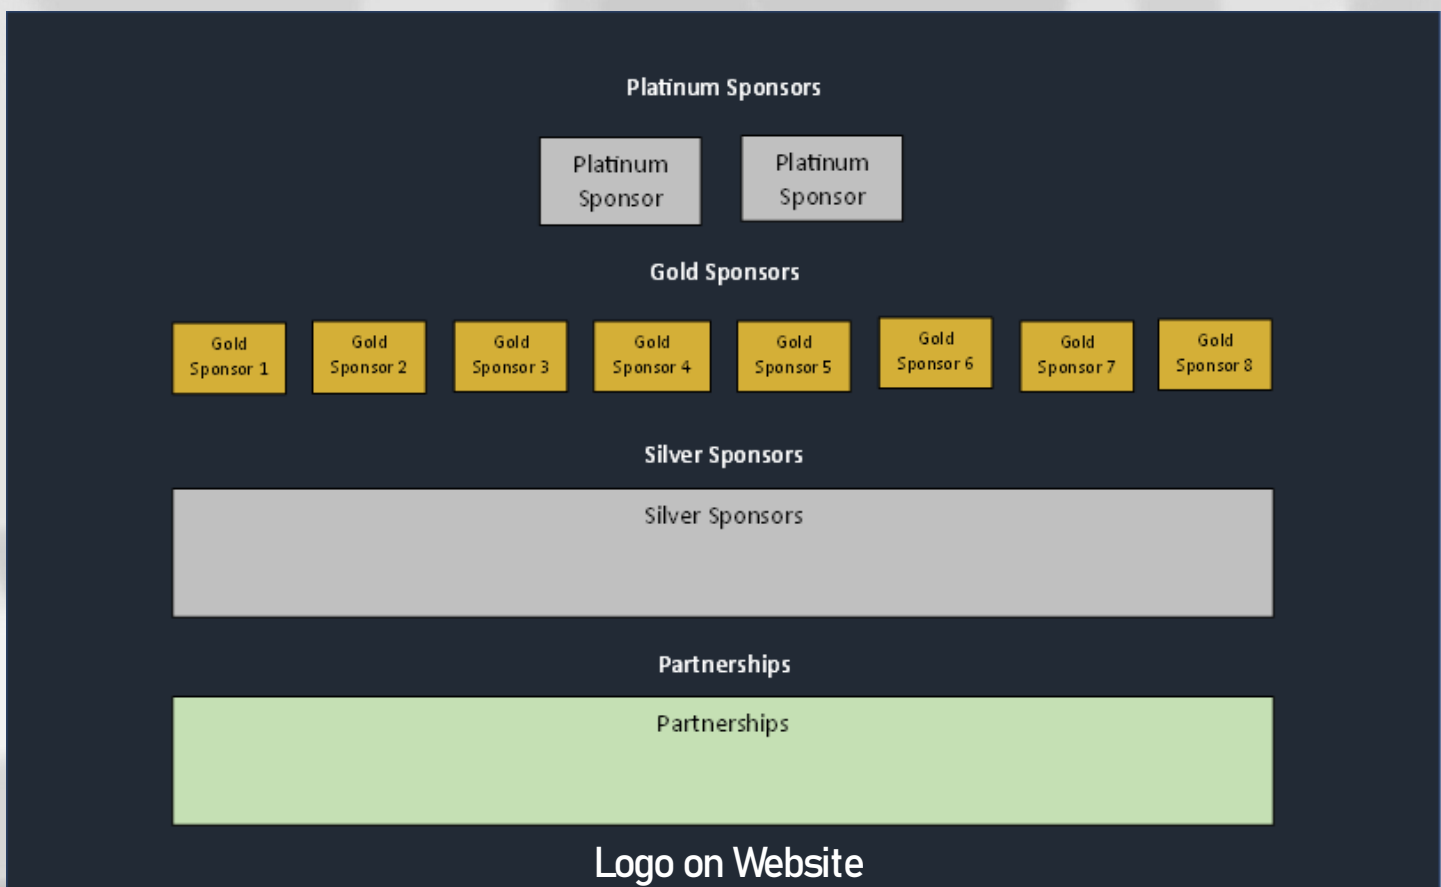 Platinum Sponsors
Platinum
Sponsor
Platinum
Sponsor
Gold Sponsors
Gold
Sponsor 1
Gold
Sponsor 2
Gold
Sponsor 3
Gold
Sponsor 4
Gold
Sponsor 5
Gold
Sponsor 6
Gold
Sponsor 7
Gold
Sponsor 8
Silver Sponsors
Silver Sponsors
Partnerships
Partnerships
Logo on Website